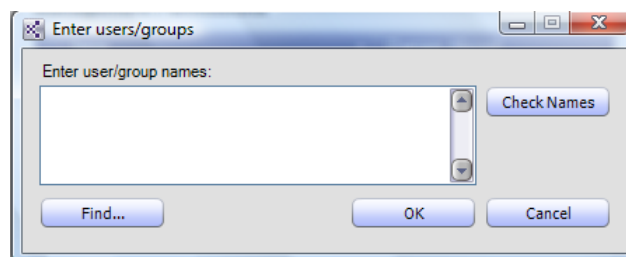 Enter users/groups
Enter user/group names:
Check Names
Find...
OK
Cancel